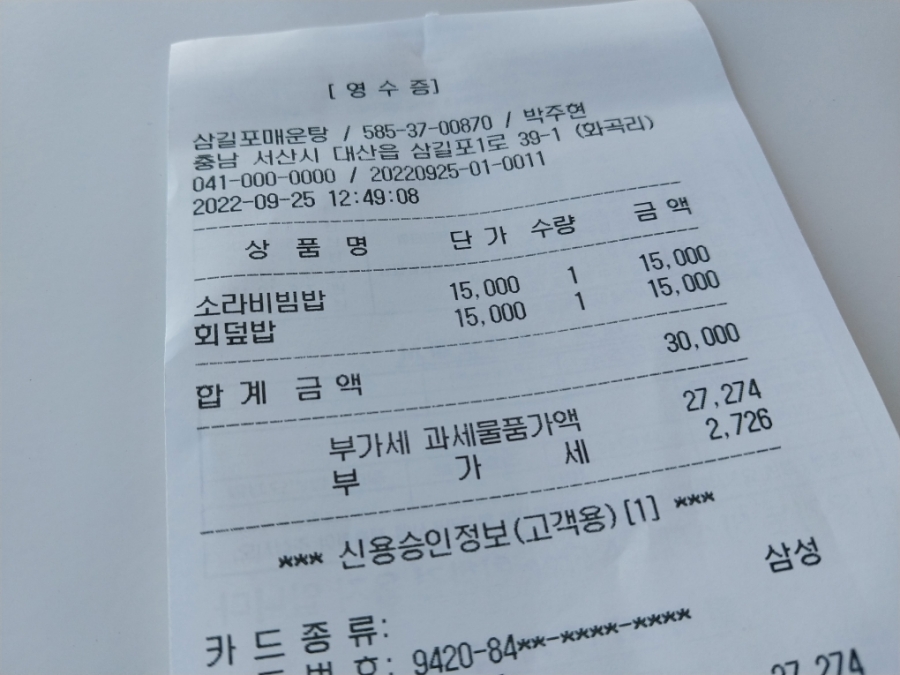 [ 영 수 증]
삼길포매운탕 / 585-37-00870 / 박주현
충남 서산시 대산읍 삼길포1로 39-1 (화곡리)
041-000-0000 / 20220925-01-0011
2022-09-25 12:49:08
상 품 명 단 가 수량 금 액
소라비빔밥 15,000 1 15,000
회덮밥 15,000 1 15,000
합 계 금 액 30,000
부가세 과세물품가액 27,274
부 가 세 2,726
*** 신용승인정보(고객용) [1] ***
카 드 종 류: 삼성
드 번 호: 9420-84**-****-****
27,274